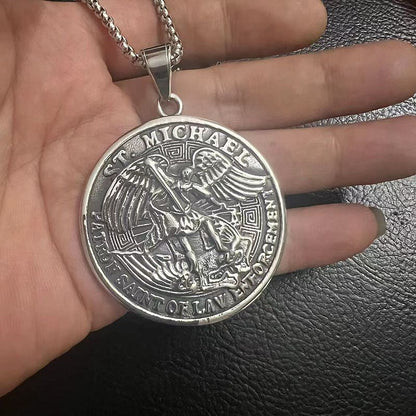 ST. MICHAEL
PATRON SAINT OF LAW ENFORCEMENT